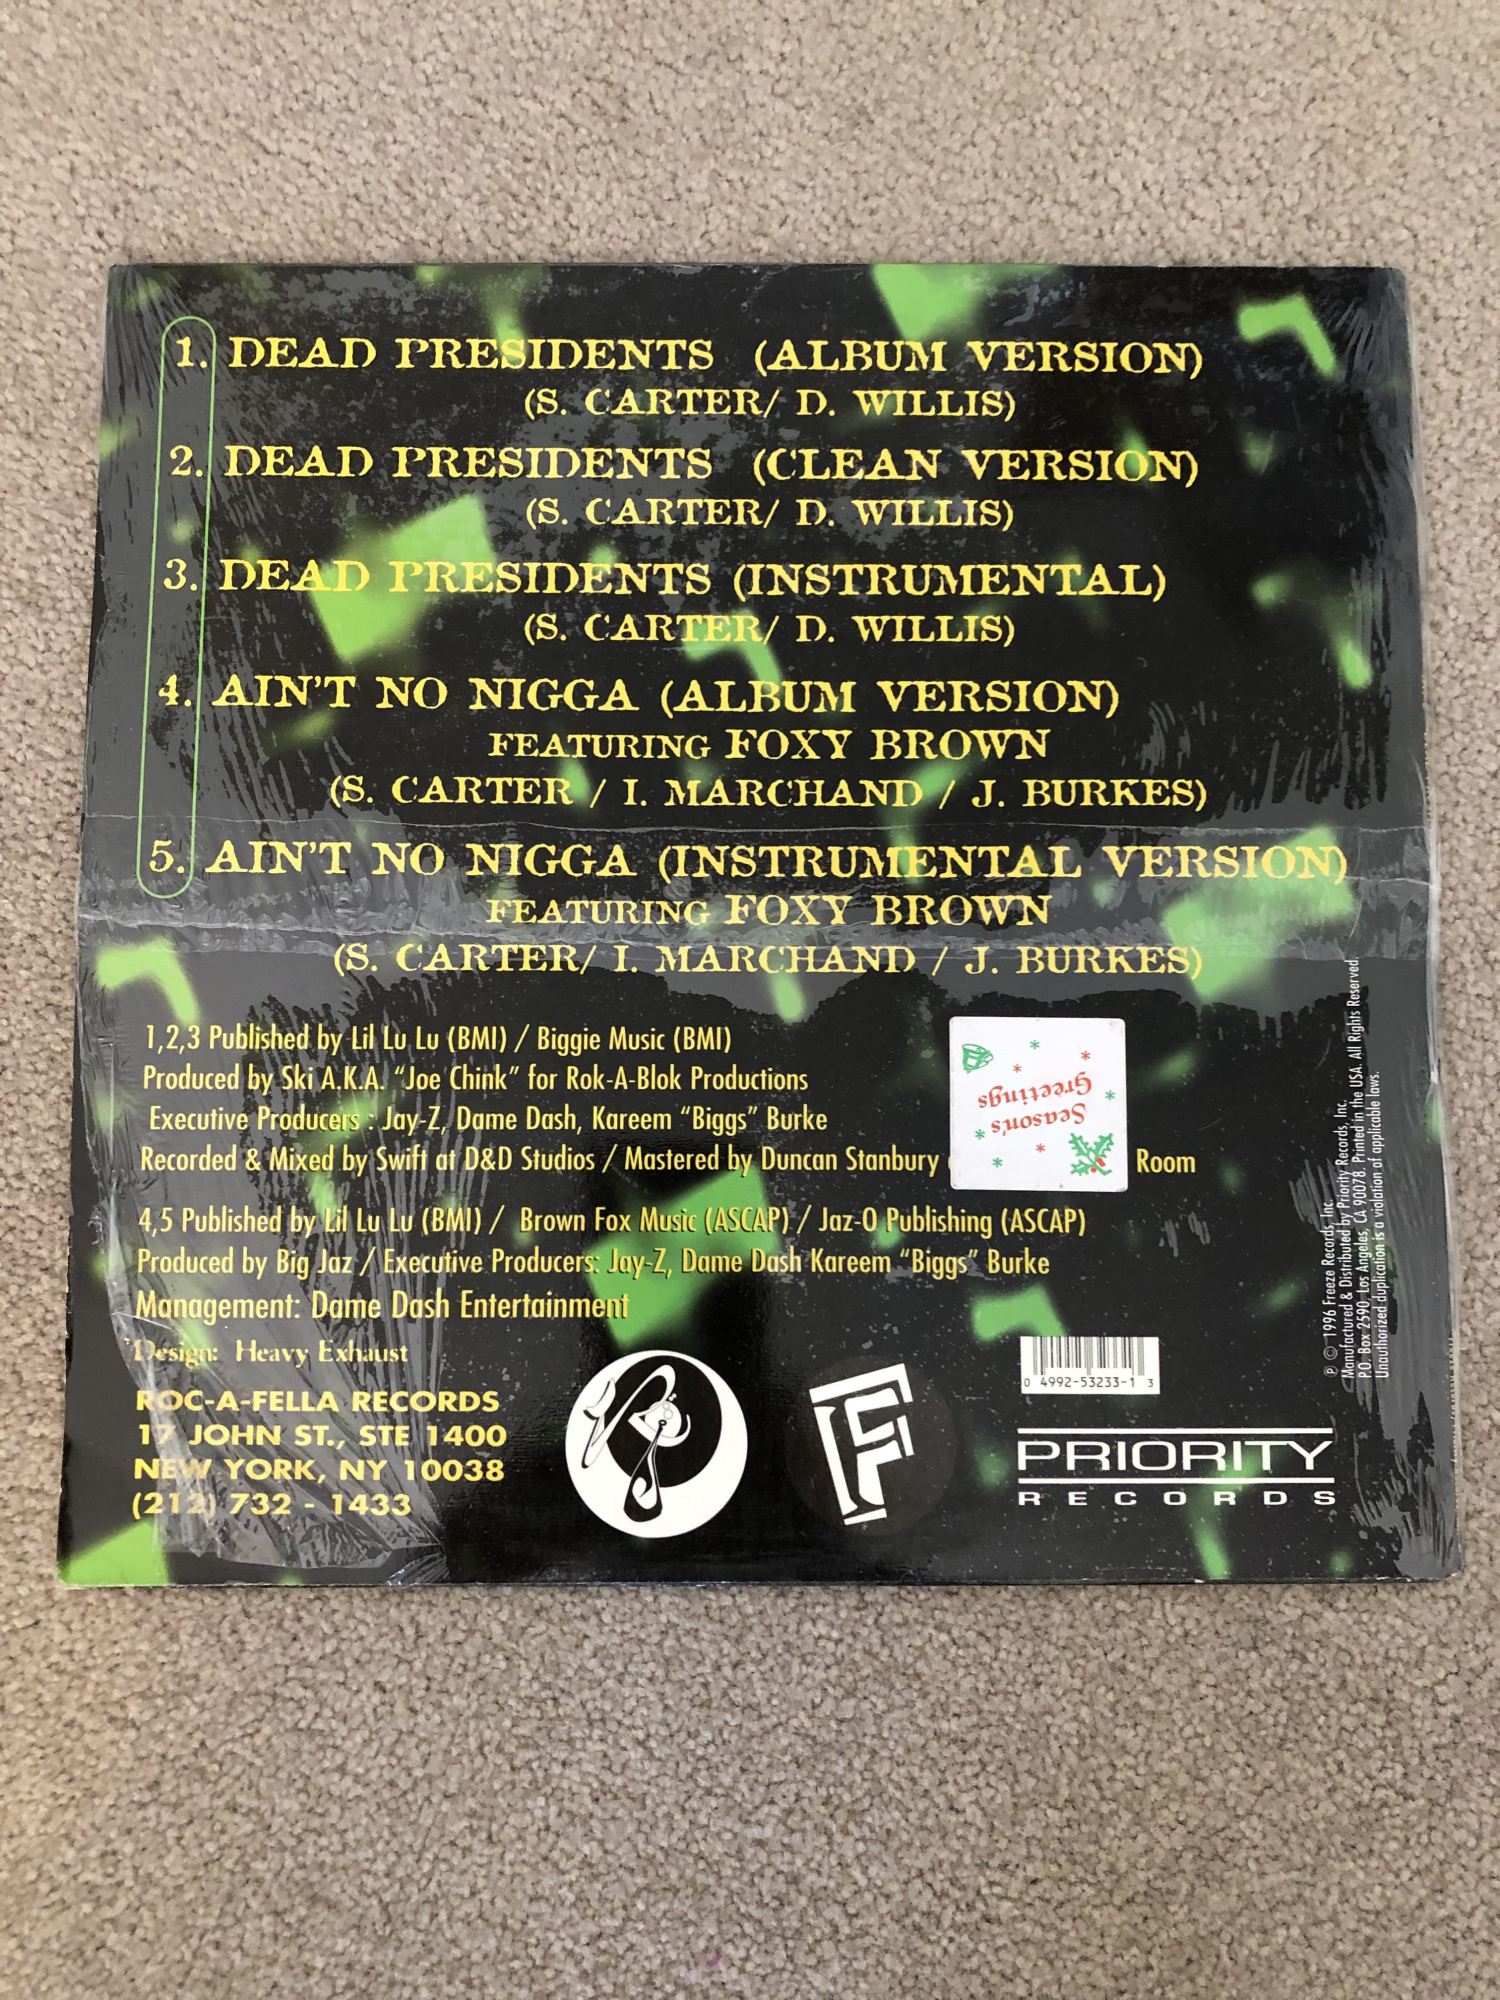 1. DEAD PRESIDENTS (ALBUM VERSION)
(S. CARTER/ D. WILLIS)
2. DEAD PRESIDENTS (CLEAN VERSION)
(S. CARTER/ D. WILLIS)
3. DEAD PRESIDENTS (INSTRUMENTAL)
(S. CARTER/ D. WILLIS)
4. AIN'T NO NIGGA (ALBUM VERSION)
FEATURING FOXY BROWN
(S. CARTER / I. MARCHAND / J. BURKES)
5. AIN'T NO NIGGA (INSTRUMENTAL VERSION)
FEATURING FOXY BROWN
(S. CARTER/ I. MARCHAND / J. BURKES)
1,2,3 Published by Lil Lu Lu (BMI) / Biggie Music (BMI)
Produced by Ski A.K.A. "Joe Chink" for Rok-A-Blok Productions
Executive Producers : Jay-Z, Dame Dash, Kareem "Biggs" Burke
Recorded & Mixed by Swift at D&D Studios / Mastered by Duncan Stanbury Room
4,5 Published by Lil Lu Lu (BMI) / Brown Fox Music (ASCAP) / Jaz-O Publishing (ASCAP)
Produced by Big Jaz / Executive Producers: Jay-Z, Dame Dash Kareem "Biggs" Burke
Management: Dame Dash Entertainment
Design: Heavy Exhaust
ROC-A-FELLA RECORDS
17 JOHN ST., STE 1400
NEW YORK, NY 10038
(212) 732 - 1433
Season's
Greetings
0 4992-53233-1 3
PRIORITY
RECORDS
℗ © 1996 Freeze Records, Inc.
Manufactured & Distributed by Priority Records, Inc.
P.O. Box 2590, Los Angeles, CA 90078. Printed in the USA. All Rights Reserved.
Unauthorized duplication is a violation of applicable laws.